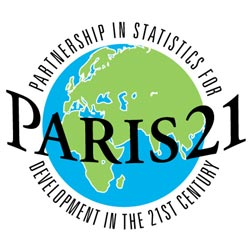 PARTNERSHIP IN STATISTICS FOR
PARIS21
DEVELOPMENT IN THE 21ST CENTURY